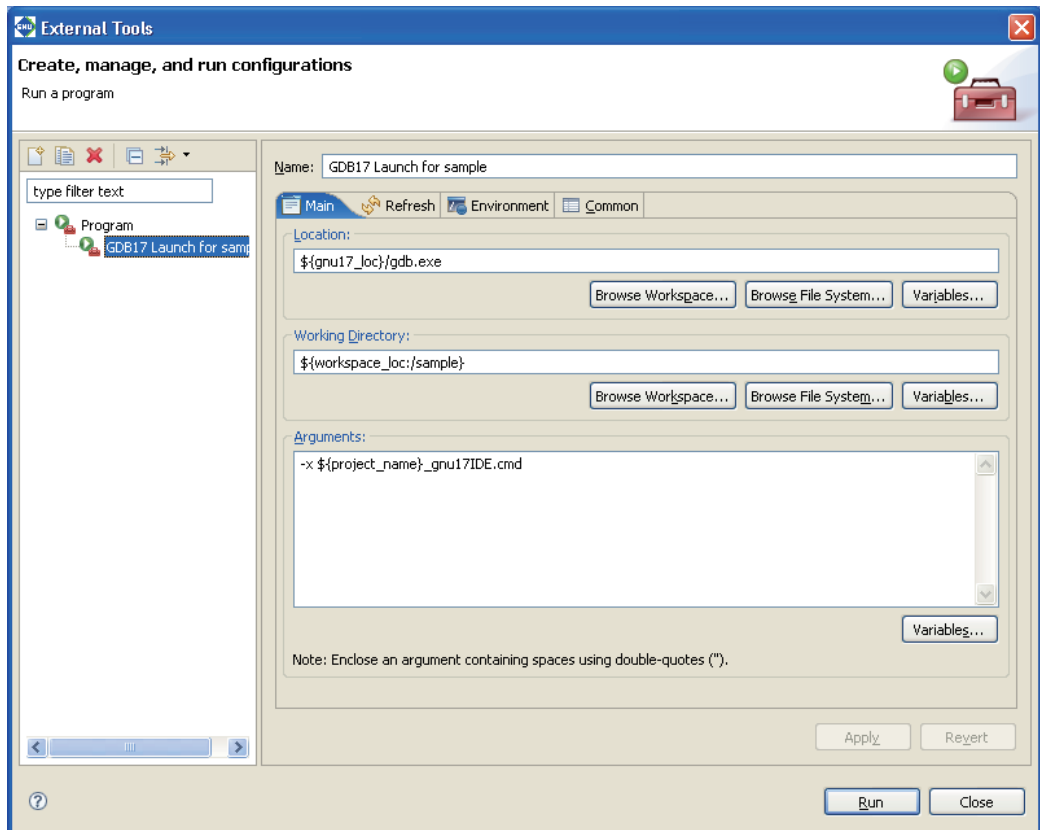 GNU External Tools
Create, manage, and run configurations
Run a program
type filter text
Program
GDB17 Launch for samp
Name: GDB17 Launch for sample
Main Refresh Environment Common
Location:
${gnu17_loc}/gdb.exe
Browse Workspace... Browse File System... Variables...
Working Directory:
${workspace_loc:/sample}
Browse Workspace... Browse File System... Variables...
Arguments:
-x ${project_name}_gnu17IDE.cmd
Variables...
Note: Enclose an argument containing spaces using double-quotes (").
Apply Revert
? Run Close